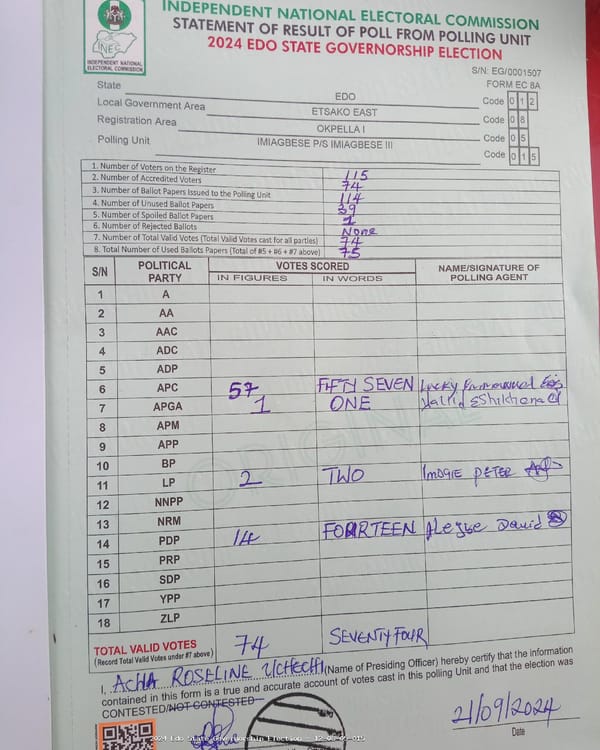 INDEPENDENT NATIONAL ELECTORAL COMMISSION
STATEMENT OF RESULT OF POLL FROM POLLING UNIT
2024 EDO STATE GOVERNORSHIP ELECTION
INEC
INDEPENDENT NATIONAL
ELECTORAL COMMISSION
S/N: EG/0001507
FORM EC 8A
State EDO Code 0 1 2
Local Government Area ETSAKO EAST Code 0 8
Registration Area OKPELLA I Code 0 5
Polling Unit IMIAGBESE P/S IMIAGBESE III Code 0 1 5
1. Number of Voters on the Register 115
2. Number of Accredited Voters 74
3. Number of Ballot Papers Issued to the Polling Unit 114
4. Number of Unused Ballot Papers 39
5. Number of Spoiled Ballot Papers 1
6. Number of Rejected Ballots None
7. Number of Total Valid Votes (Total Valid Votes cast for all parties) 74
8. Total Number of Used Ballots Papers (Total of #5 + #6 + #7 above) 75
S/N POLITICAL PARTY VOTES SCORED NAME/SIGNATURE OF POLLING AGENT
IN FIGURES IN WORDS
1 A
2 AA
3 AAC
4 ADC
5 ADP
6 APC 57 FIFTY SEVEN Lucky Emmanuel
7 APGA 1 ONE
8 APM
9 APP
10 BP
11 LP 2 TWO IMOGIE PETER
12 NNPP
13 NRM
14 PDP 14 FOURTEEN David
15 PRP
16 SDP
17 YPP
18 ZLP
TOTAL VALID VOTES 74 SEVENTY FOUR
(Record Total Valid Votes under #7 above)
I, ACHA ROSELINE UCHECHI (Name of Presiding Officer) hereby certify that the information
contained in this form is a true and accurate account of votes cast in this polling Unit and that the election was
CONTESTED/NOT CONTESTED
21/09/2024
Date
2024 Edo State Governorship Election - 12-08-05-015